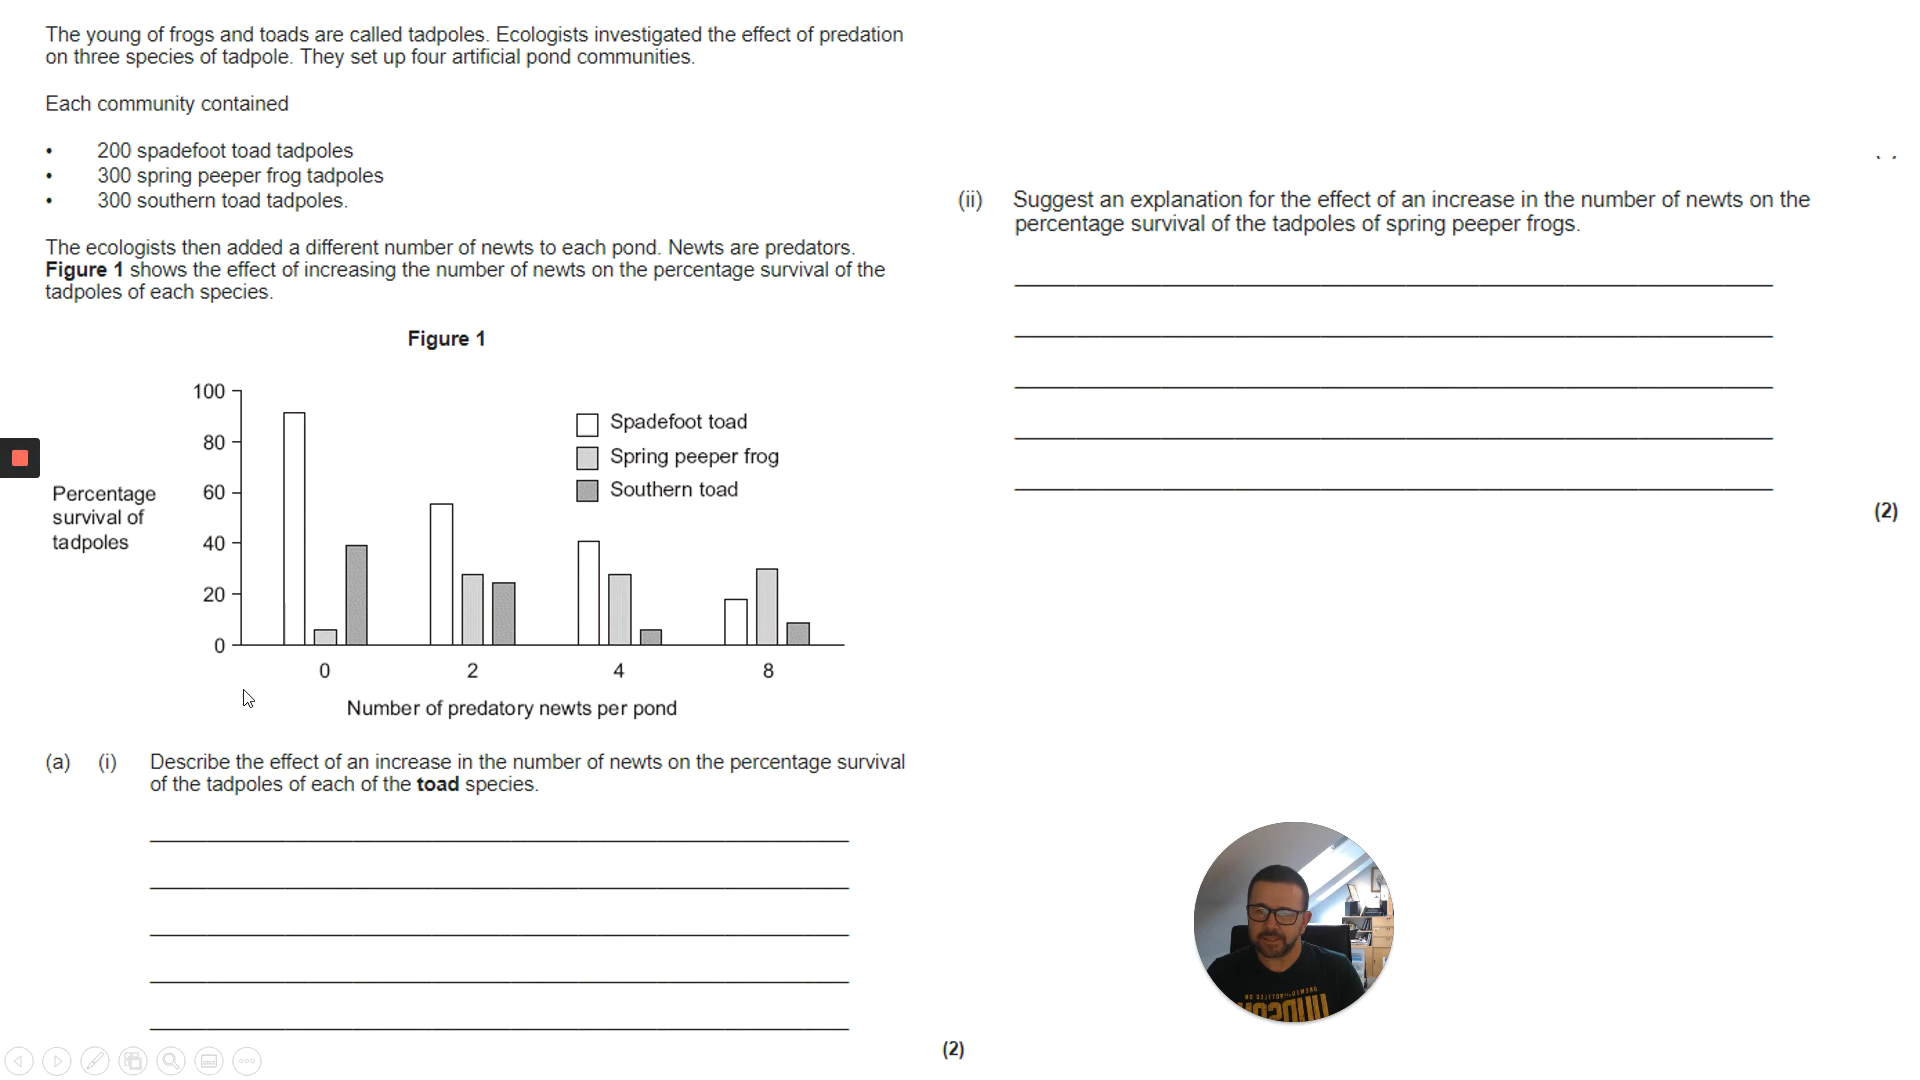 The young of frogs and toads are called tadpoles. Ecologists investigated the effect of predation
on three species of tadpole. They set up four artificial pond communities.
Each community contained
• 200 spadefoot toad tadpoles
• 300 spring peeper frog tadpoles
• 300 southern toad tadpoles.
The ecologists then added a different number of newts to each pond. Newts are predators.
Figure 1 shows the effect of increasing the number of newts on the percentage survival of the
tadpoles of each species.
Figure 1
100
80
60
40
20
0
Percentage
survival of
tadpoles
Spadefoot toad
Spring peeper frog
Southern toad
0 2 4 8
Number of predatory newts per pond
(a) (i) Describe the effect of an increase in the number of newts on the percentage survival
of the tadpoles of each of the toad species.
(2)
(ii) Suggest an explanation for the effect of an increase in the number of newts on the
percentage survival of the tadpoles of spring peeper frogs.
(2)